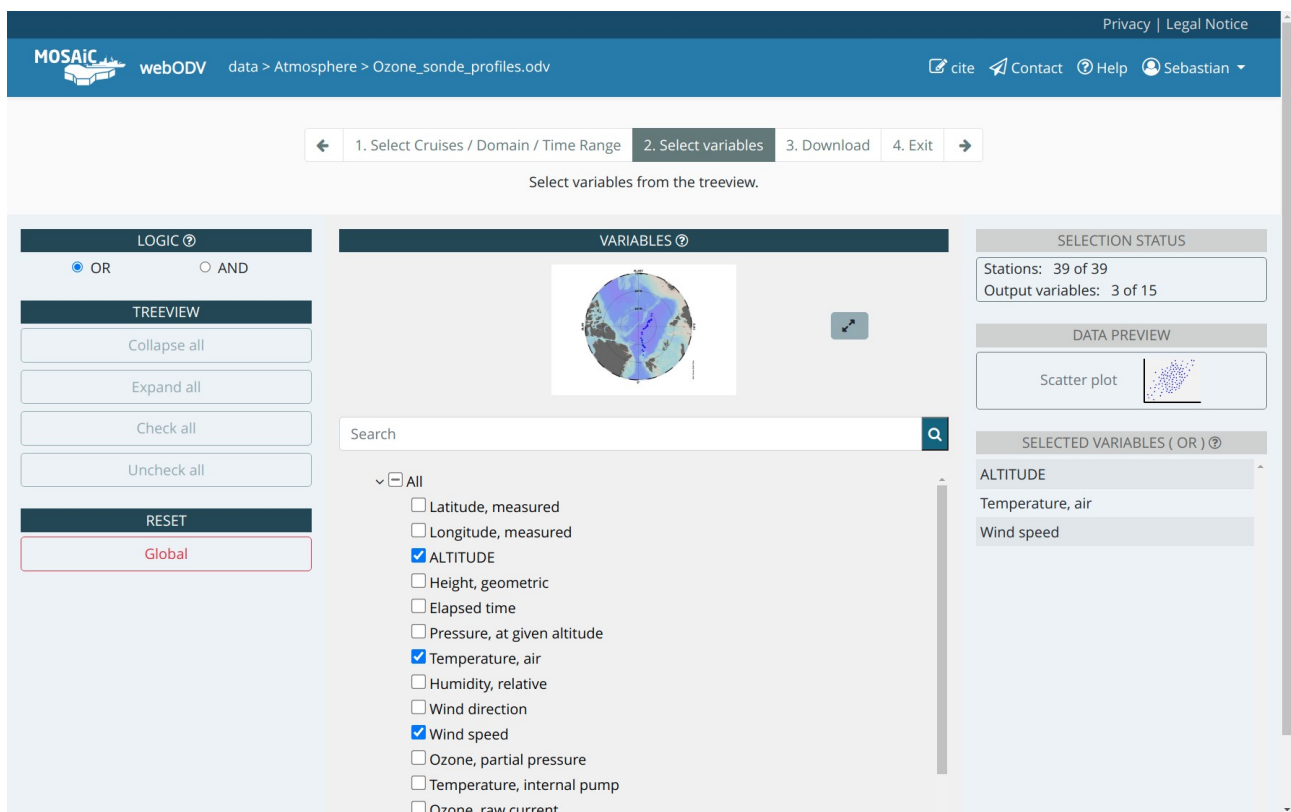 Privacy | Legal Notice
MOSAiC webODV data > Atmosphere > Ozone_sonde_profiles.odv cite Contact Help Sebastian
1. Select Cruises / Domain / Time Range 2. Select variables 3. Download 4. Exit
Select variables from the treeview.
LOGIC
OR AND
TREEVIEW
Collapse all
Expand all
Check all
Uncheck all
RESET
Global
VARIABLES
Search
All
Latitude, measured
Longitude, measured
ALTITUDE
Height, geometric
Elapsed time
Pressure, at given altitude
Temperature, air
Humidity, relative
Wind direction
Wind speed
Ozone, partial pressure
Temperature, internal pump
Ozone, raw current
SELECTION STATUS
Stations: 39 of 39
Output variables: 3 of 15
DATA PREVIEW
Scatter plot
SELECTED VARIABLES ( OR )
ALTITUDE
Temperature, air
Wind speed